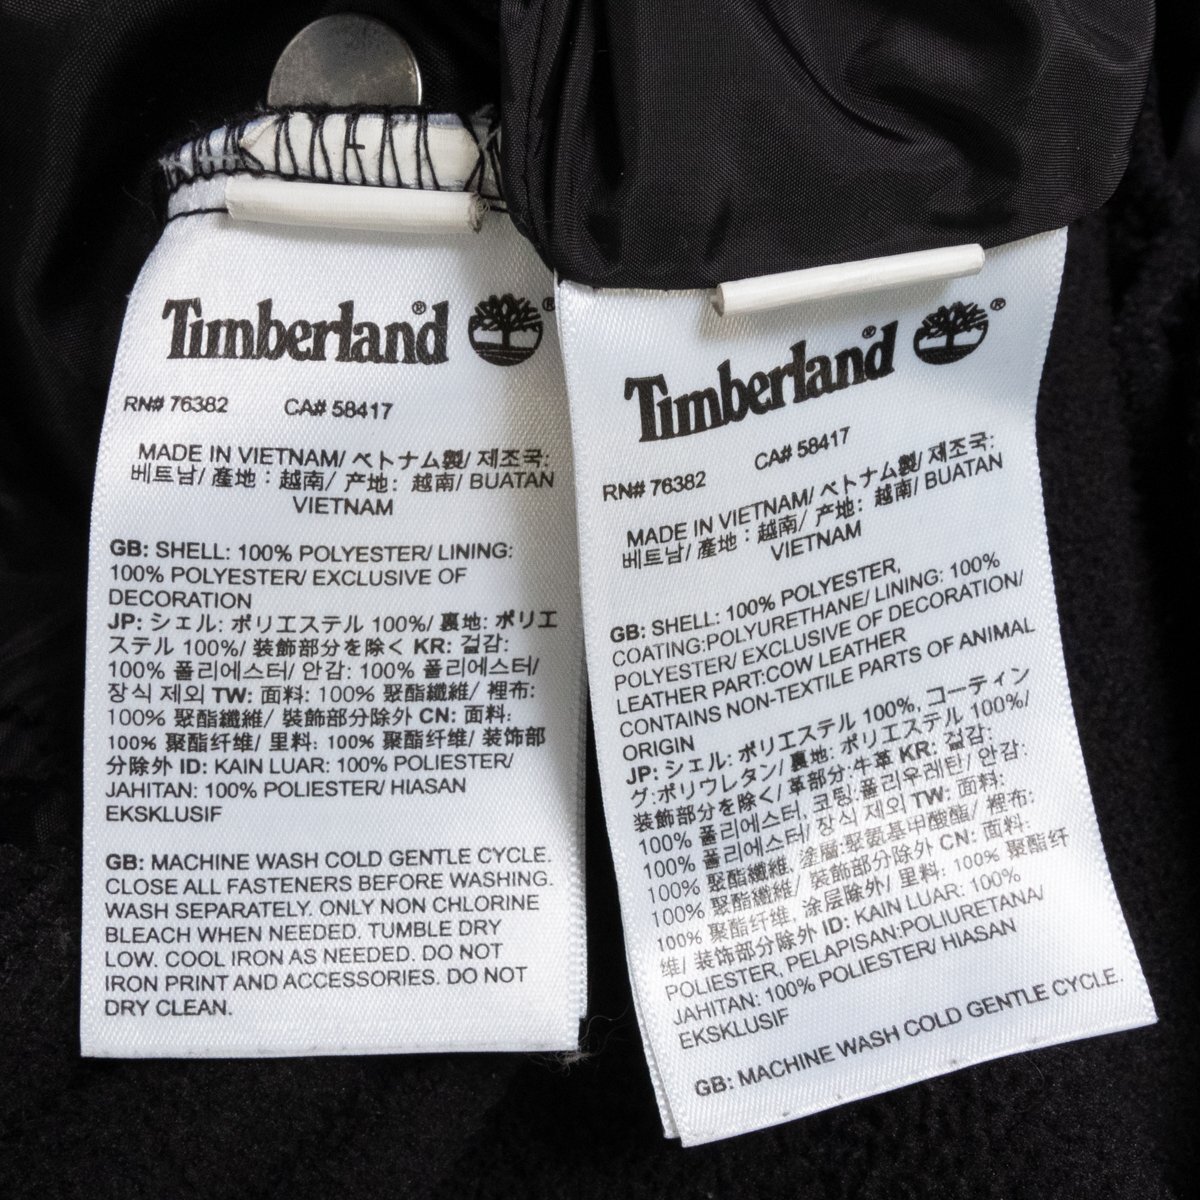 L
Timberland®
®
RN# 76382 CA# 58417
MADE IN VIETNAM/ ベトナム製/ 제조국:
베트남/ 產地：越南/ 产地：越南/ BUATAN
VIETNAM
GB: SHELL: 100% POLYESTER/ LINING:
100% POLYESTER/ EXCLUSIVE OF
DECORATION
JP: シェル: ポリエステル 100%/ 裏地: ポリエ
ステル 100%/ 装飾部分を除く KR: 겉감:
100% 폴리에스터/ 안감: 100% 폴리에스터/
장식 제외 TW: 面料: 100% 聚酯纖維/ 裡布:
100% 聚酯纖維/ 裝飾部分除外 CN: 面料:
100% 聚酯纤维/ 里料: 100% 聚酯纤维/ 装饰部
分除外 ID: KAIN LUAR: 100% POLIESTER/
JAHITAN: 100% POLIESTER/ HIASAN
EKSKLUSIF
GB: MACHINE WASH COLD GENTLE CYCLE.
CLOSE ALL FASTENERS BEFORE WASHING.
WASH SEPARATELY. ONLY NON CHLORINE
BLEACH WHEN NEEDED. TUMBLE DRY
LOW. COOL IRON AS NEEDED. DO NOT
IRON PRINT AND ACCESSORIES. DO NOT
DRY CLEAN.
Timberland®
®
RN# 76382 CA# 58417
MADE IN VIETNAM/ ベトナム製/ 제조국:
베트남/ 產地：越南/ 产地：越南/ BUATAN
VIETNAM
GB: SHELL: 100% POLYESTER,
COATING:POLYURETHANE/ LINING: 100%
POLYESTER/ EXCLUSIVE OF DECORATION/
LEATHER PART:COW LEATHER
CONTAINS NON-TEXTILE PARTS OF ANIMAL
ORIGIN
JP: シェル: ポリエステル 100%, コーティン
グ:ポリウレタン/ 裏地: ポリエステル 100%/
装飾部分を除く/ 革部分:牛革 KR: 겉감:
100% 폴리에스터, 코팅:폴리우레탄/ 안감:
100% 폴리에스터/ 장식 제외 TW: 面料:
100% 聚酯纖維, 塗層:聚氨基甲酸酯/ 裡布:
100% 聚酯纖維/ 裝飾部分除外 CN: 面料:
100% 聚酯纤维, 涂层除外/ 里料: 100% 聚酯纤
维/ 装饰部分除外 ID: KAIN LUAR: 100%
POLIESTER, PELAPISAN:POLIURETANA/
JAHITAN: 100% POLIESTER/ HIASAN
EKSKLUSIF
GB: MACHINE WASH COLD GENTLE CYCLE.